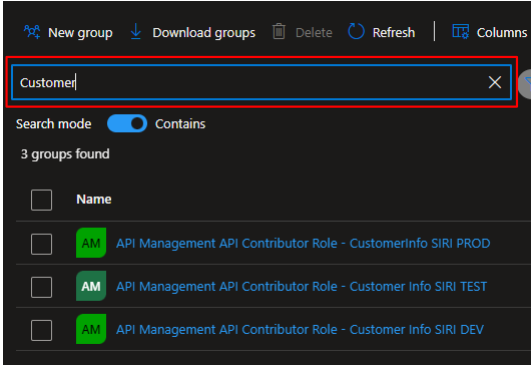 New group Download groups Delete Refresh Columns
Customer
Search mode Contains
3 groups found
Name
AM API Management API Contributor Role - CustomerInfo SIRI PROD
AM API Management API Contributor Role - Customer Info SIRI TEST
AM API Management API Contributor Role - Customer Info SIRI DEV